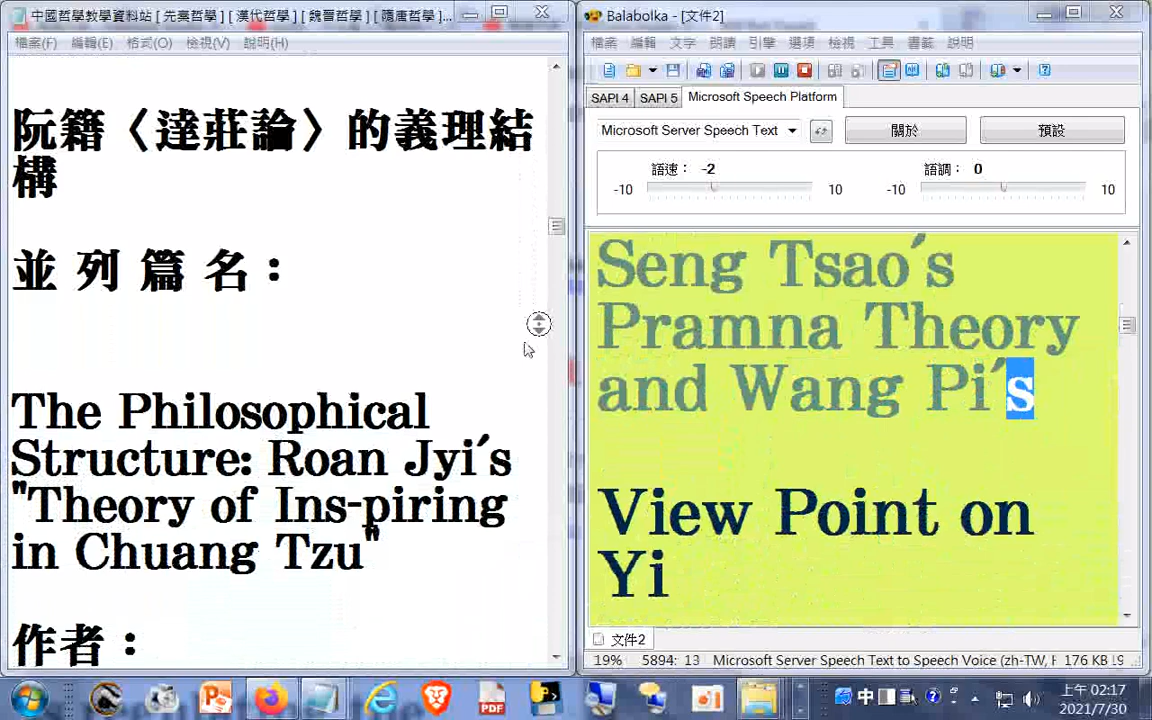 中國哲學教學資料站 [ 先秦哲學 ] [ 漢代哲學 ] [ 魏晉哲學 ] [ 隋唐哲學 ]...
檔案(F) 編輯(E) 格式(O) 檢視(V) 說明(H)
阮籍〈達莊論〉的義理結
構
並 列 篇 名：
The Philosophical
Structure: Roan Jyi′s
"Theory of Ins-piring
in Chuang Tzu"
作者：
Balabolka - [文件2]
檔案 編輯 文字 朗讀 引擎 選項 檢視 工具 書籤 說明
SAPI 4 SAPI 5 Microsoft Speech Platform
Microsoft Server Speech Text 關於 預設
語速： -2 語調： 0
-10 10 -10 10
Seng Tsao′s
Pramna Theory
and Wang Pi′s
View Point on
Yi
文件2
19% 5894: 13 Microsoft Server Speech Text to Speech Voice (zh-TW, 176 KB
中 上午 02:17
2021/7/30